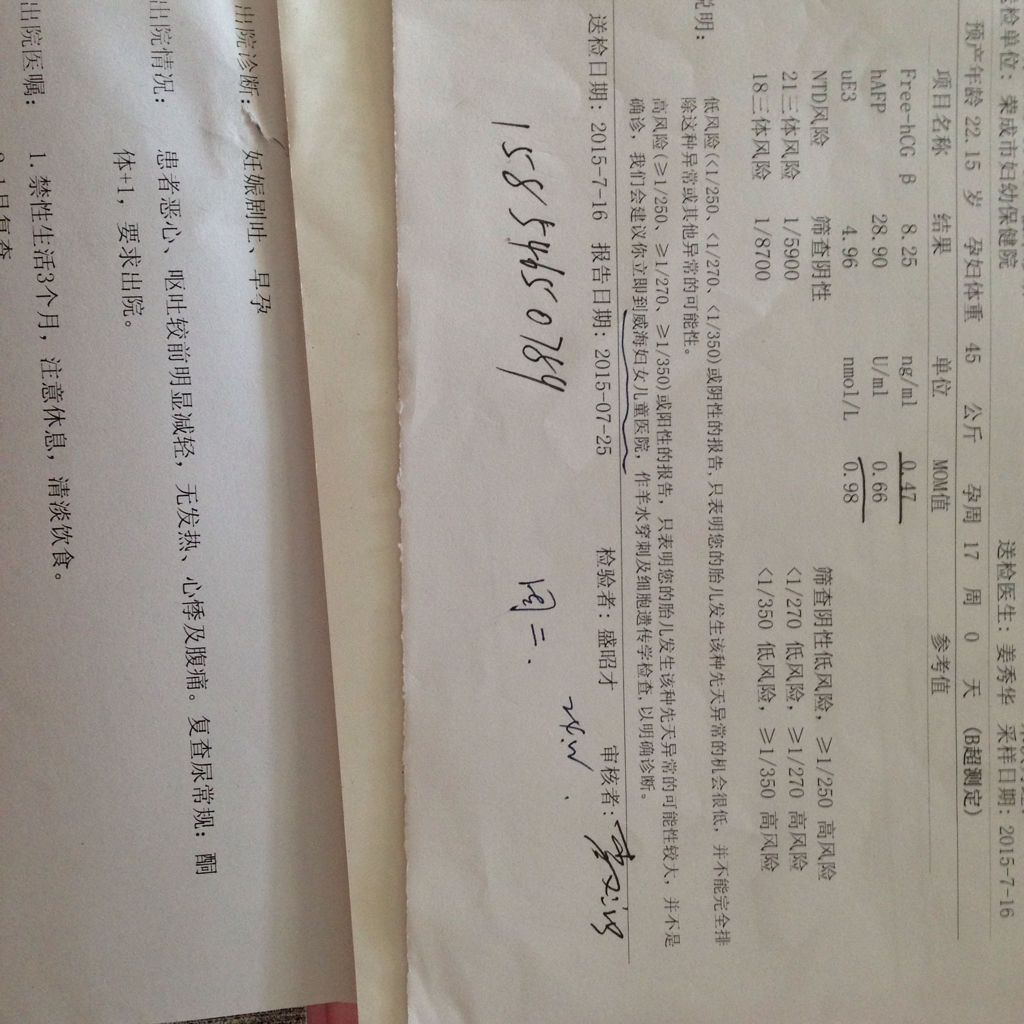 送检单位: 荣成市妇幼保健院 送检医生: 姜秀华 采样日期: 2015-7-16
预产年龄 22.15 岁 孕妇体重 45 公斤 孕周 17 周 0 天 (B超测定)
项目名称 结果 单位 MOM值 参考值
Free-hCG β 8.25 ng/ml 0.47
hAFP 28.90 U/ml 0.66
uE3 4.96 nmol/L 0.98
NTD风险 筛查阴性 筛查阴性低风险, ≥1/250 高风险
21三体风险 1/5900 <1/270 低风险, ≥1/270 高风险
18三体风险 1/8700 <1/350 低风险, ≥1/350 高风险
说明:
低风险(<1/250、<1/270、<1/350)或阴性的报告,只表明您的胎儿发生该种先天异常的机会很低, 并不能完全排
除这种异常或其他异常的可能性。
高风险(≥1/250、≥1/270、≥1/350)或阳性的报告, 只表明您的胎儿发生该种先天异常的可能性较大, 并不是
确诊, 我们会建议你立即到威海妇女儿童医院, 作羊水穿刺及细胞遗传学检查,以明确诊断。
送检日期: 2015-7-16 报告日期: 2015-07-25 检验者: 盛昭才 审核者:
15854650789 周二. 24W.
出院诊断: 妊娠剧吐、早孕
出院情况: 患者恶心、呕吐较前明显减轻, 无发热、心悸及腹痛。复查尿常规: 酮
体+1, 要求出院。
出院医嘱: 1. 禁性生活3个月, 注意休息, 清淡饮食。